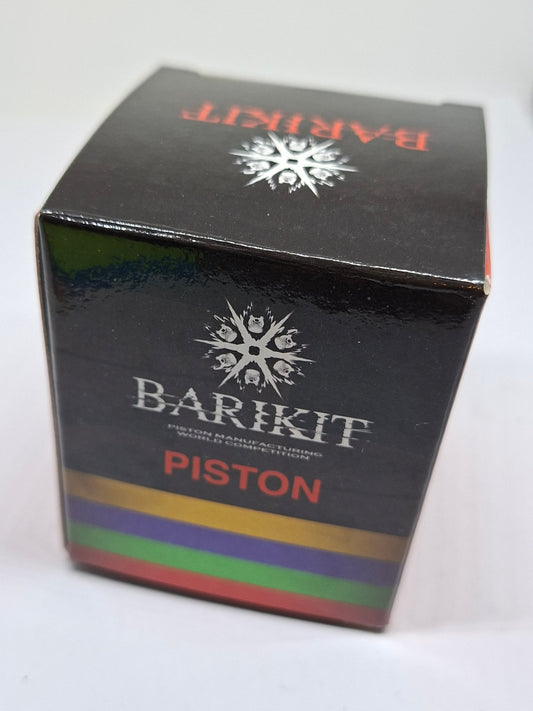 BARIKIT
BARIKIT
PISTON MANUFACTURING
WORLD COMPETITION
PISTON